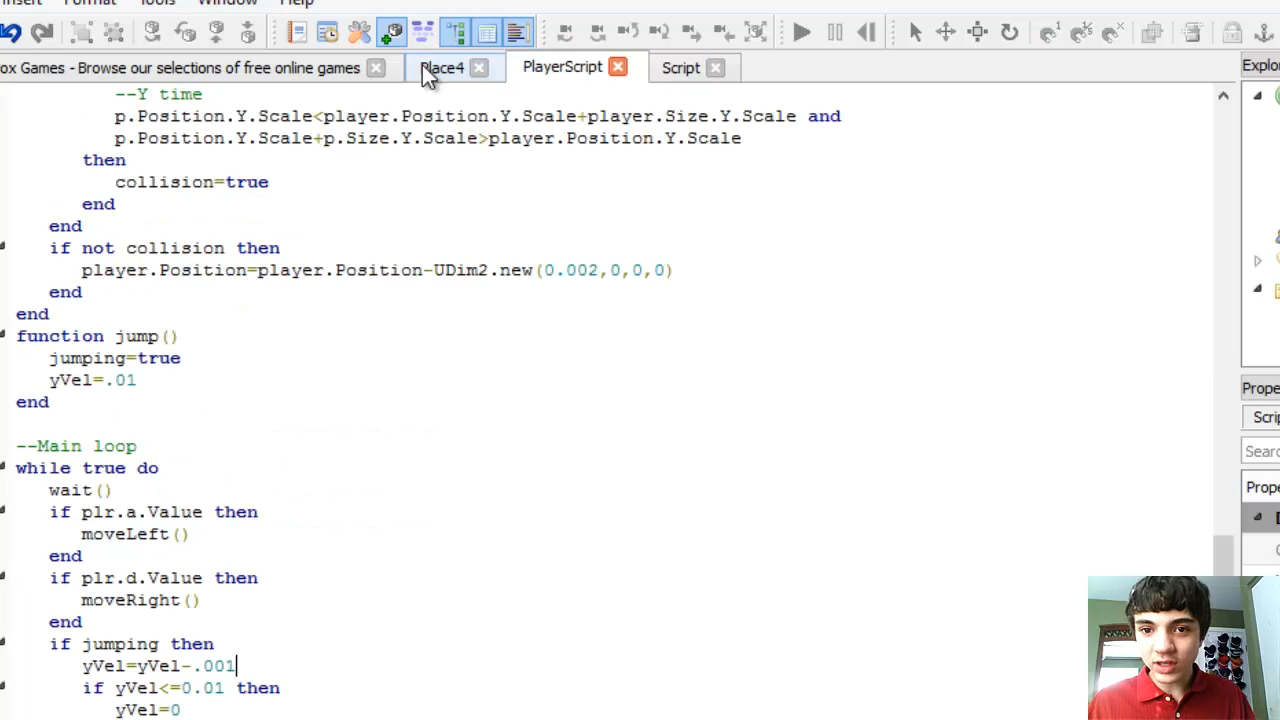 Insert Format Tools Window Help
ox Games - Browse our selections of free online games Place4 PlayerScript Script Explo
--Y time
p.Position.Y.Scale<player.Position.Y.Scale+player.Size.Y.Scale and
p.Position.Y.Scale+p.Size.Y.Scale>player.Position.Y.Scale
then
collision=true
end
end
if not collision then
player.Position=player.Position-UDim2.new(0.002,0,0,0)
end
end
function jump()
jumping=true
yVel=.01
end
--Main loop
while true do
wait()
if plr.a.Value then
moveLeft()
end
if plr.d.Value then
moveRight()
end
if jumping then
yVel=yVel-.001
if yVel<=0.01 then
yVel=0
Prope
Scri
Searc
Prope